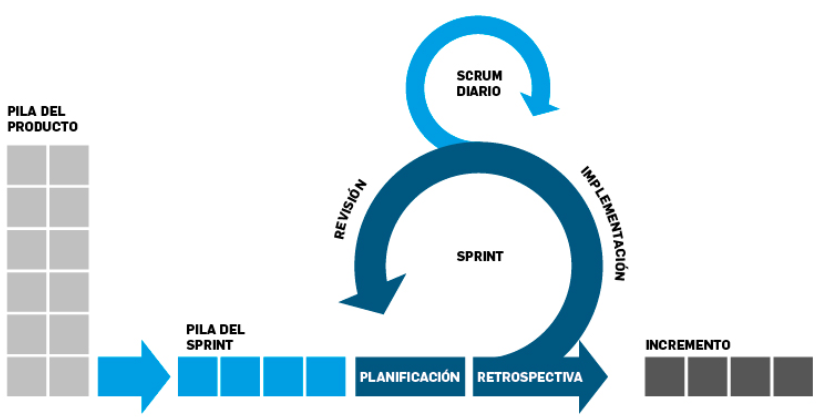 SCRUM
DIARIO
PILA DEL
PRODUCTO
REVISIÓN
IMPLEMENTACIÓN
SPRINT
PILA DEL
SPRINT
INCREMENTO
PLANIFICACIÓN
RETROSPECTIVA